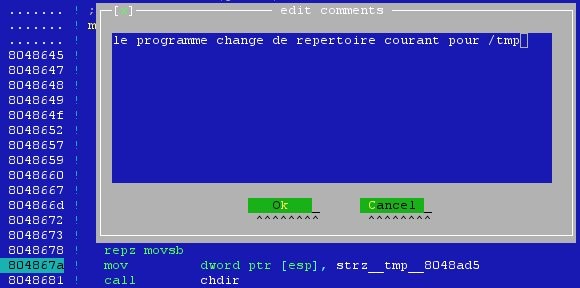 ....... ! ;
[ ] edit comments
....... ! m
....... !
le programme change de repertoire courant pour /tmp
8048645 !
8048647 !
8048648 !
8048649 !
804864f !
8048652 !
8048657 !
8048659 !
8048660 !
8048667 !
804866d !
Ok Cancel
8048672 !
^^^^^^^^ ^^^^^^^^
8048673 !
8048678 ! repz movsb
804867a ! mov dword ptr [esp], strz__tmp__8048ad5
8048681 ! call chdir